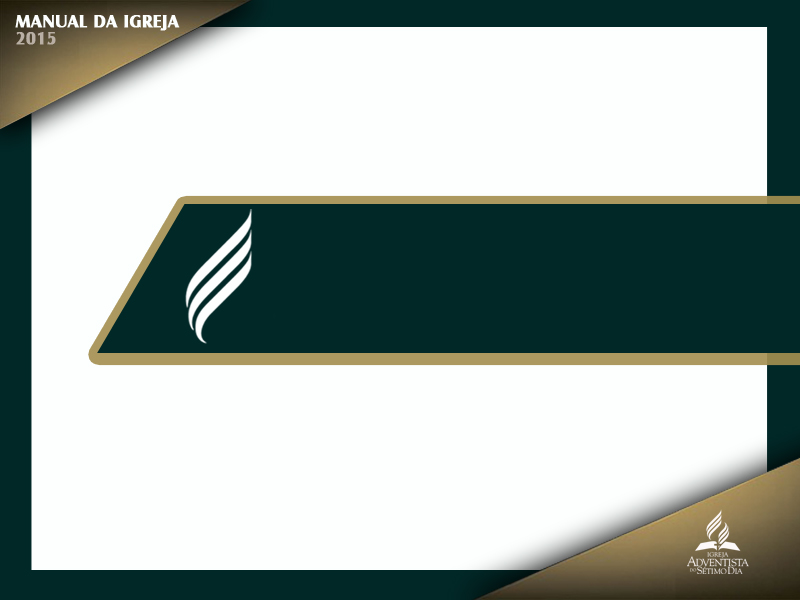 MANUAL DA IGREJA
2015
IGREJA
ADVENTISTA
DO SÉTIMO DIA